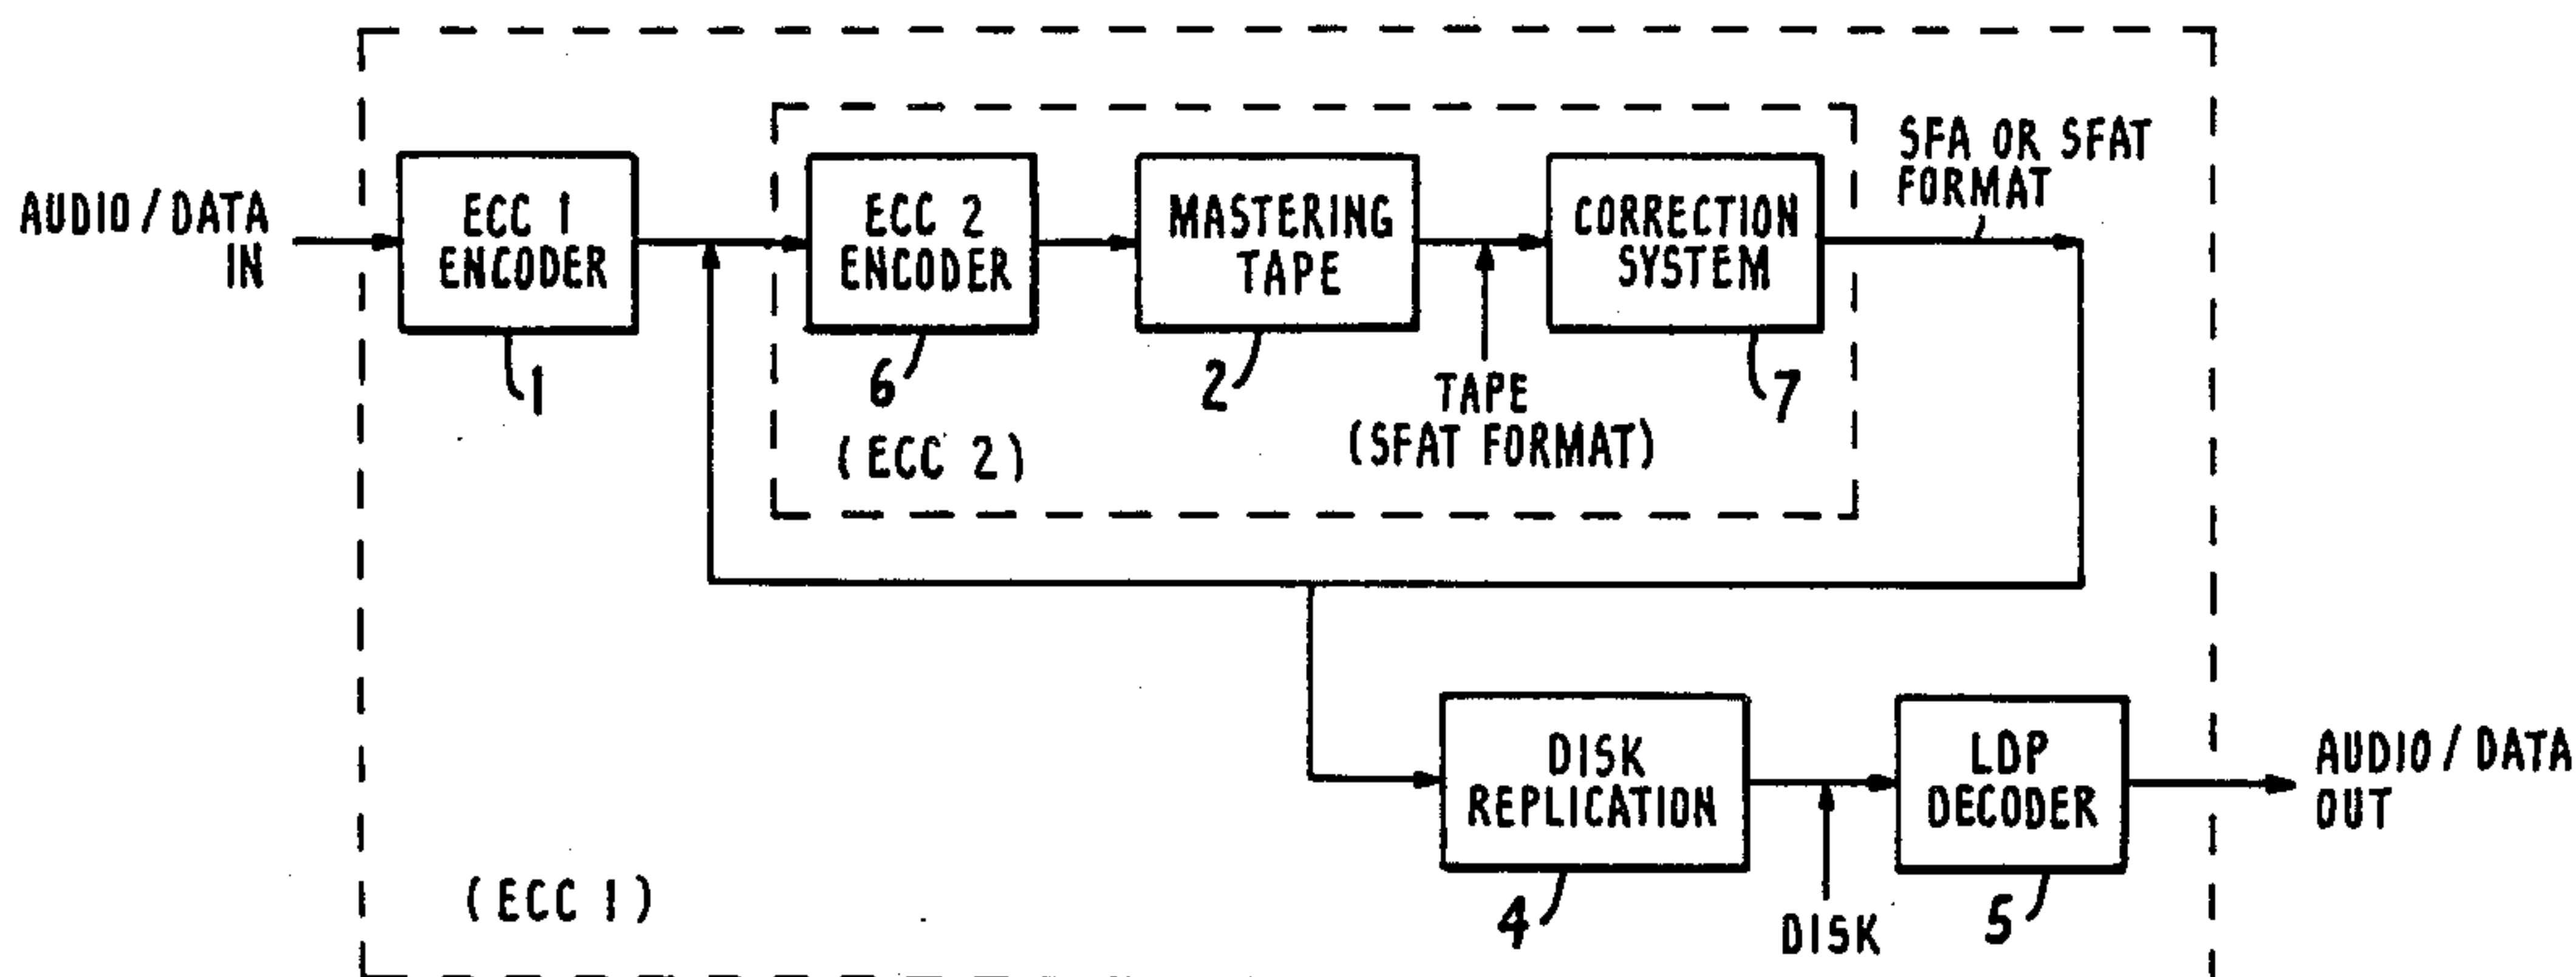 AUDIO / DATA
IN
ECC 1
ENCODER
1
ECC 2
ENCODER
6
(ECC 2)
MASTERING
TAPE
2
TAPE
(SFAT FORMAT)
CORRECTION
SYSTEM
7
SFA OR SFAT
FORMAT
DISK
REPLICATION
4
DISK
LDP
DECODER
5
AUDIO / DATA
OUT
(ECC 1)